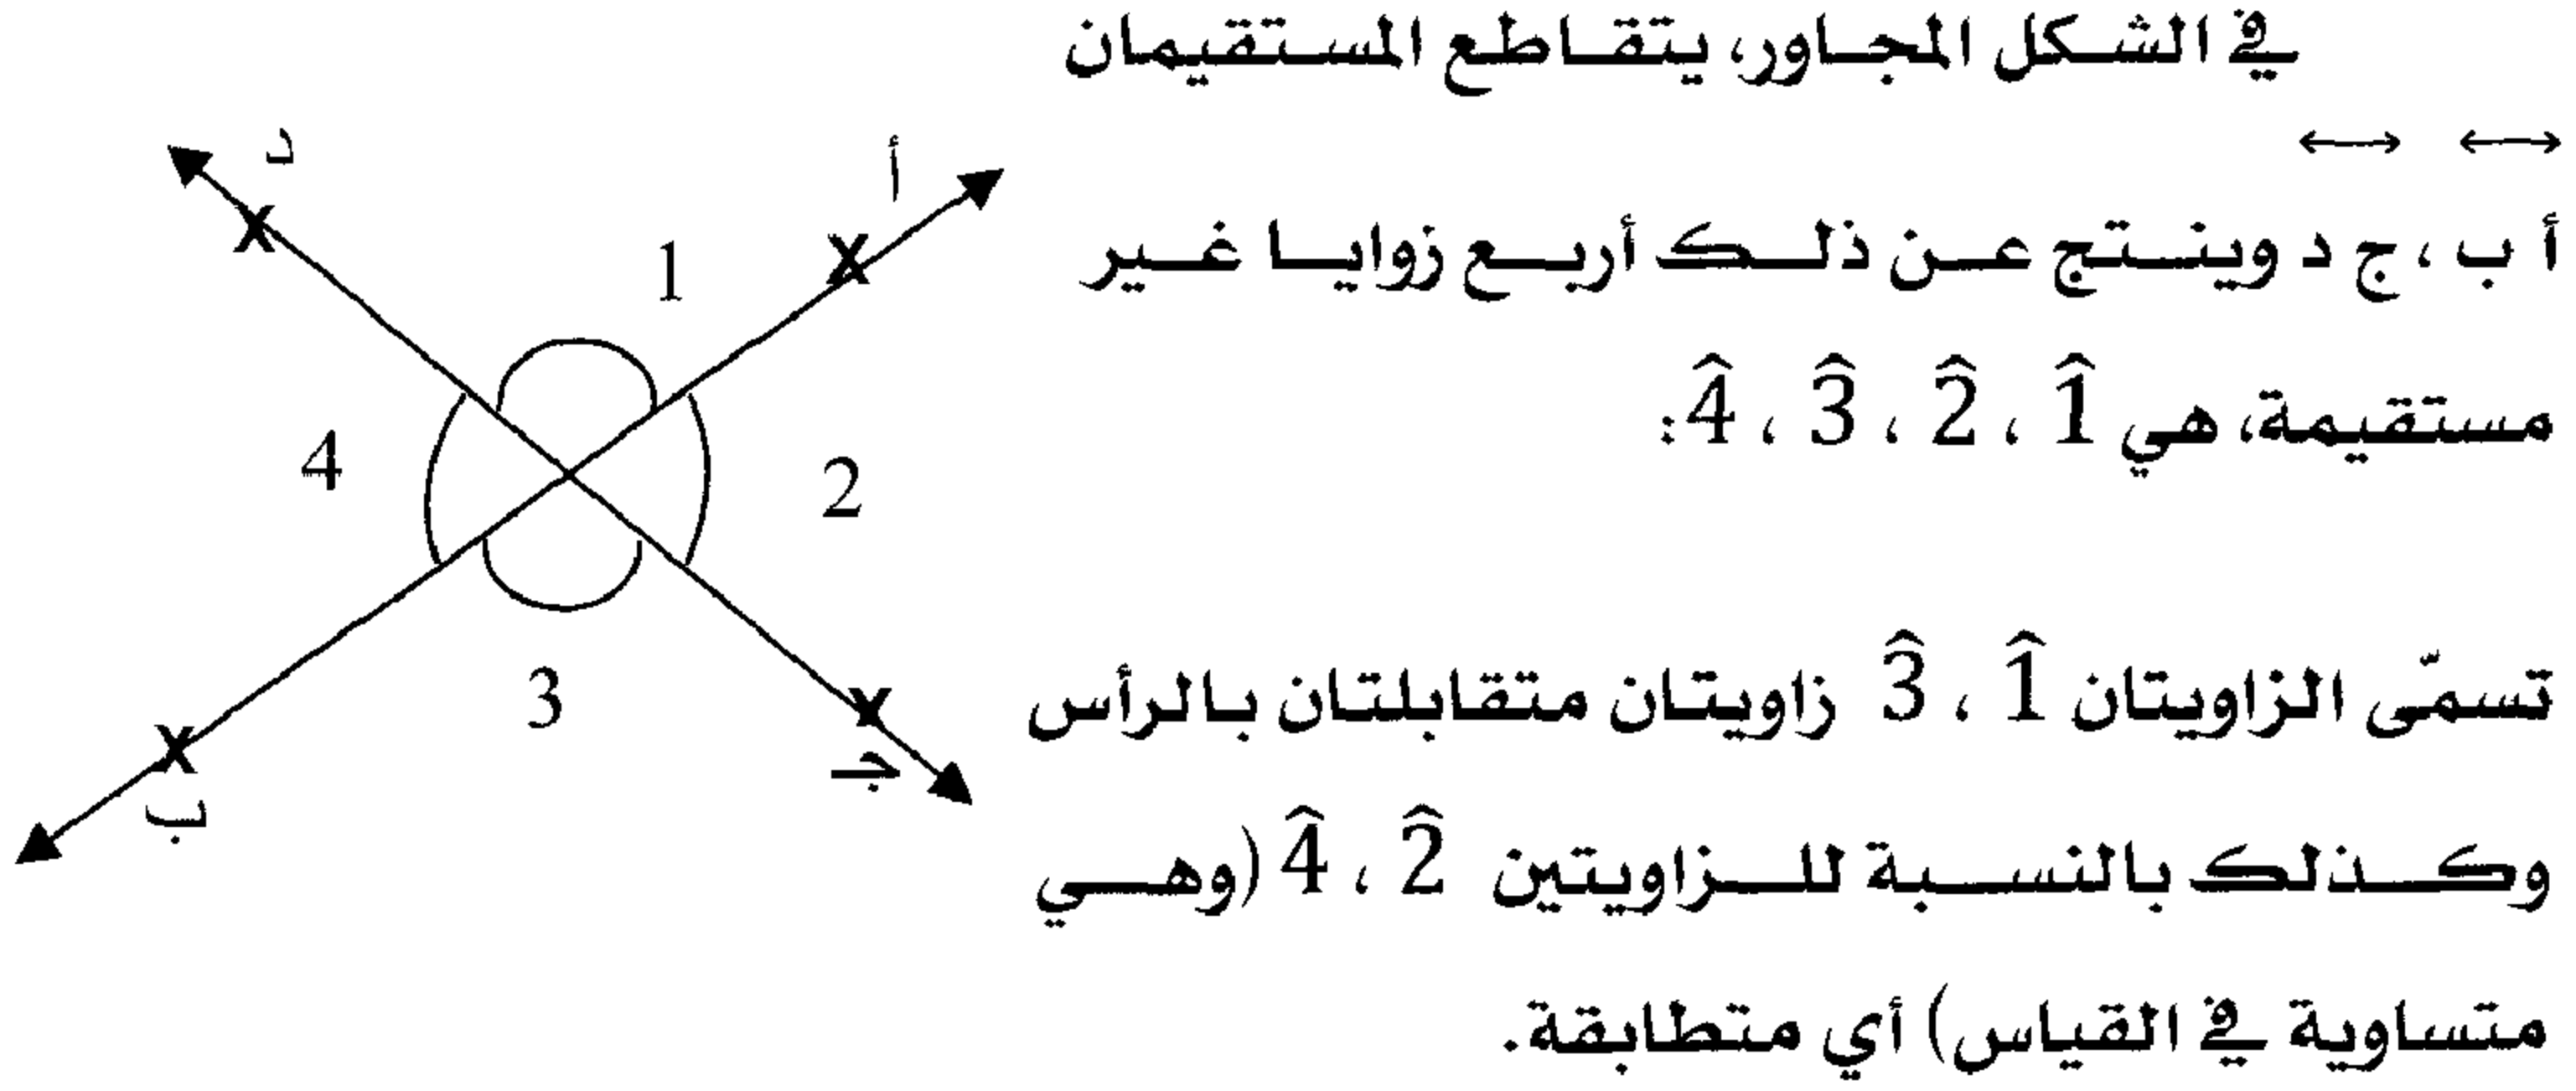 في الشكل المجاور، يتقاطع المستقيمان
أ ب ، ج د وينتج عن ذلك أربع زوايا غير
مستقيمة، هي 1̂ ، 2̂ ، 3̂ ، 4̂:
تسمّى الزاويتان 1̂ ، 3̂ زاويتان متقابلتان بالرأس
وكذلك بالنسبة للزاويتين 2̂ ، 4̂ (وهي
متساوية في القياس) أي متطابقة.
د
أ
1
4
2
3
جـ
ب